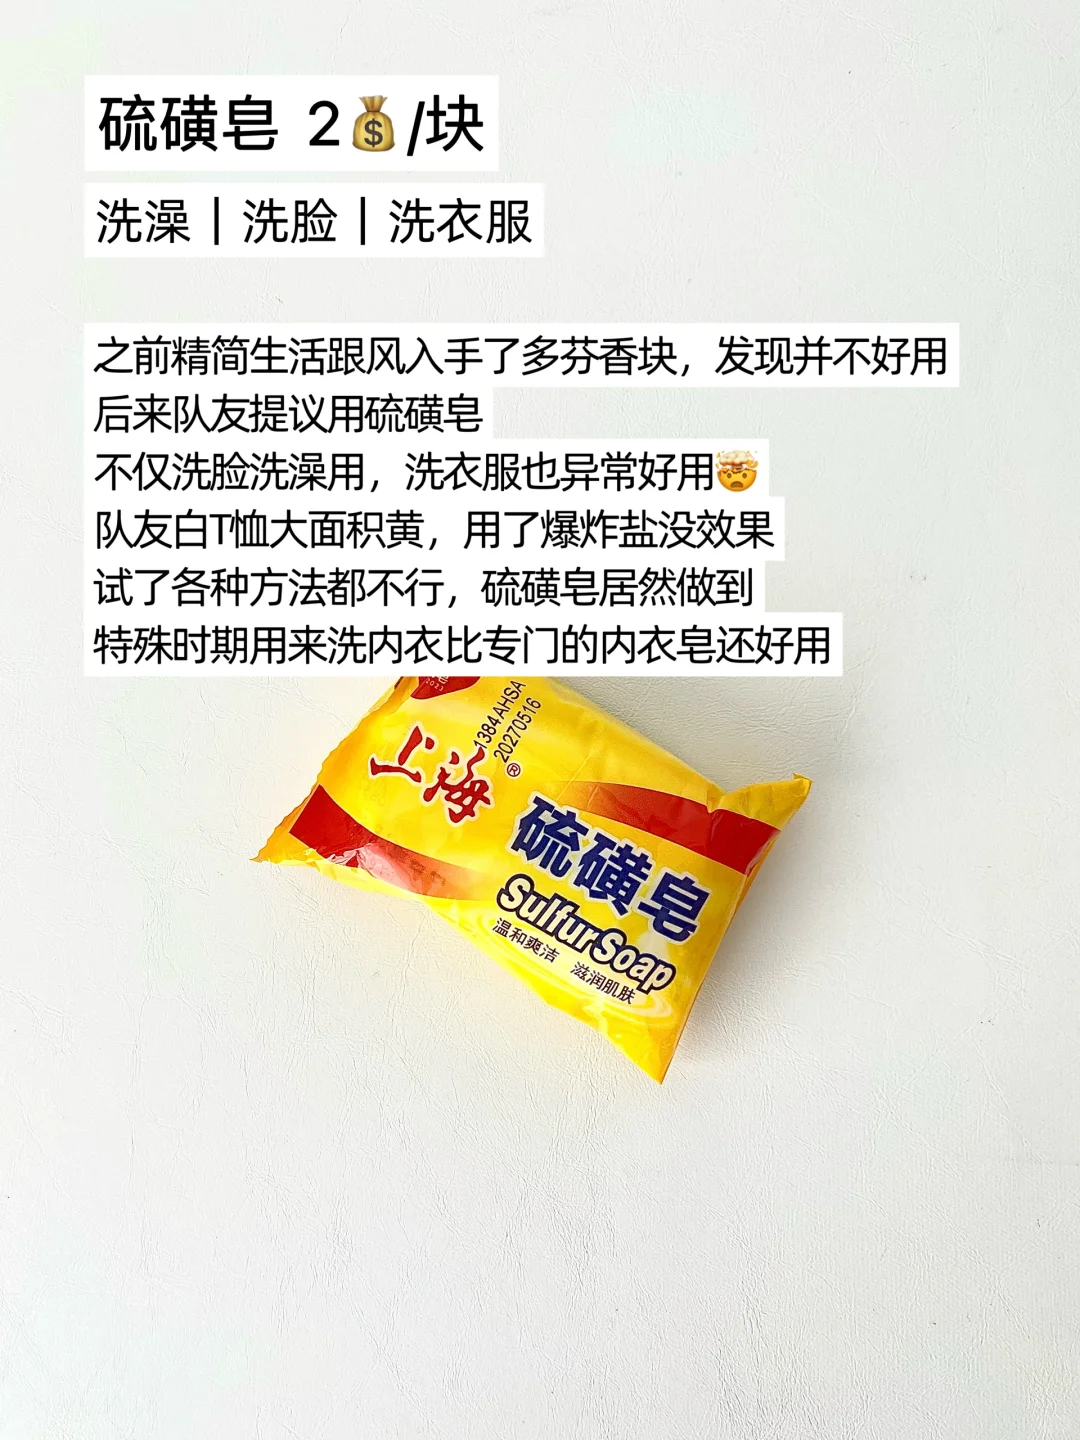 硫磺皂 2💰/块
洗澡｜洗脸｜洗衣服
之前精简生活跟风入手了多芬香块，发现并不好用
后来队友提议用硫磺皂
不仅洗脸洗澡用，洗衣服也异常好用🤯
队友白T恤大面积黄，用了爆炸盐没效果
试了各种方法都不行，硫磺皂居然做到
特殊时期用来洗内衣比专门的内衣皂还好用
1384 AHSA
20270516
上海®
硫磺皂
Sulfur Soap
温和爽洁 滋润肌肤